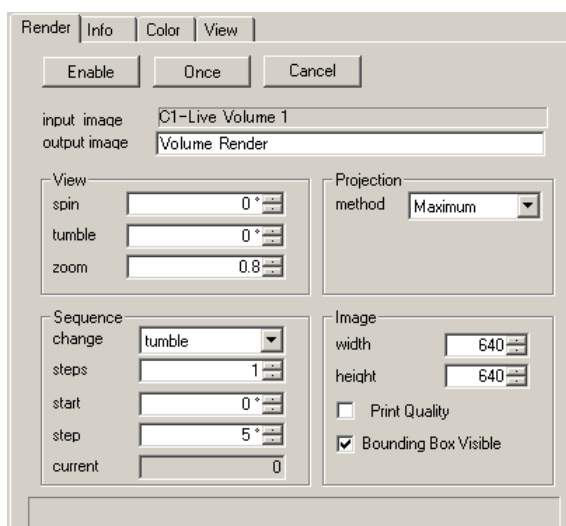 Render Info Color View
Enable Once Cancel
input image C1-Live Volume 1
output image Volume Render
View
spin 0 °
tumble 0 °
zoom 0.8
Projection
method Maximum
Sequence
change tumble
steps 1
start 0 °
step 5 °
current 0
Image
width 640
height 640
Print Quality
Bounding Box Visible